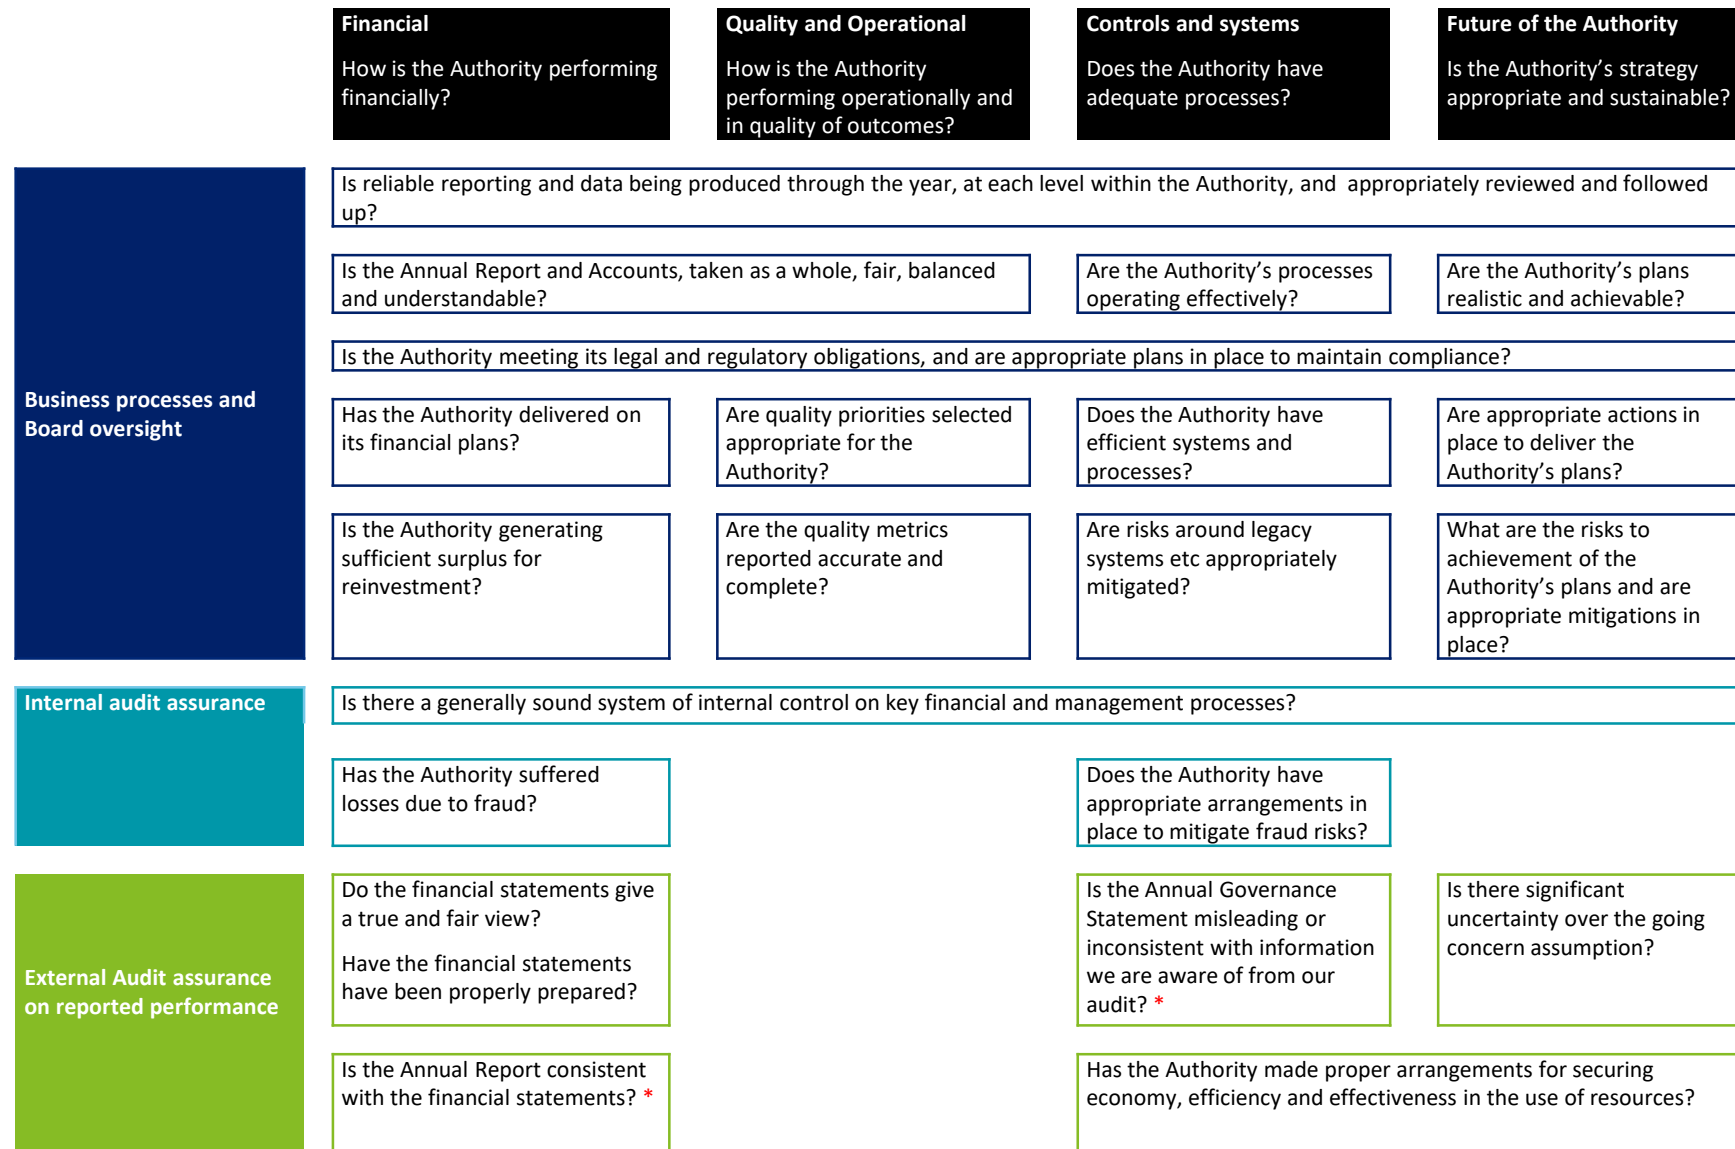 Financial
How is the Authority performing
financially?
Quality and Operational
How is the Authority
performing operationally and
in quality of outcomes?
Controls and systems
Does the Authority have
adequate processes?
Future of the Authority
Is the Authority’s strategy
appropriate and sustainable?
Business processes and
Board oversight
Is reliable reporting and data being produced through the year, at each level within the Authority, and  appropriately reviewed and followed
up?
Is the Annual Report and Accounts, taken as a whole, fair, balanced
and understandable?
Are the Authority’s processes
operating effectively?
Are the Authority’s plans
realistic and achievable?
Is the Authority meeting its legal and regulatory obligations, and are appropriate plans in place to maintain compliance?
Has the Authority delivered on
its financial plans?
Are quality priorities selected
appropriate for the
Authority?
Does the Authority have
efficient systems and
processes?
Are appropriate actions in
place to deliver the
Authority’s plans?
Is the Authority generating
sufficient surplus for
reinvestment?
Are the quality metrics
reported accurate and
complete?
Are risks around legacy
systems etc appropriately
mitigated?
What are the risks to
achievement of the
Authority’s plans and are
appropriate mitigations in
place?
Internal audit assurance
Is there a generally sound system of internal control on key financial and management processes?
Has the Authority suffered
losses due to fraud?
Does the Authority have
appropriate arrangements in
place to mitigate fraud risks?
External Audit assurance
on reported performance
Do the financial statements give
a true and fair view?
Have the financial statements
have been properly prepared?
Is the Annual Governance
Statement misleading or
inconsistent with information
we are aware of from our
audit? *
Is there significant
uncertainty over the going
concern assumption?
Is the Annual Report consistent
with the financial statements? *
Has the Authority made proper arrangements for securing
economy, efficiency and effectiveness in the use of resources?